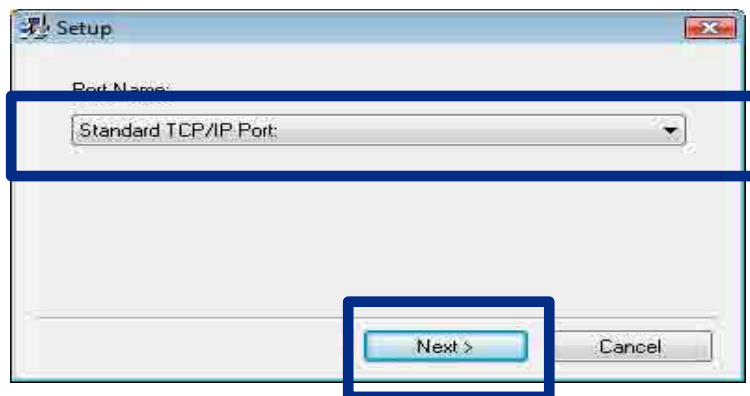 Setup
Port Name:
Standard TCP/IP Port:
Next >
Cancel